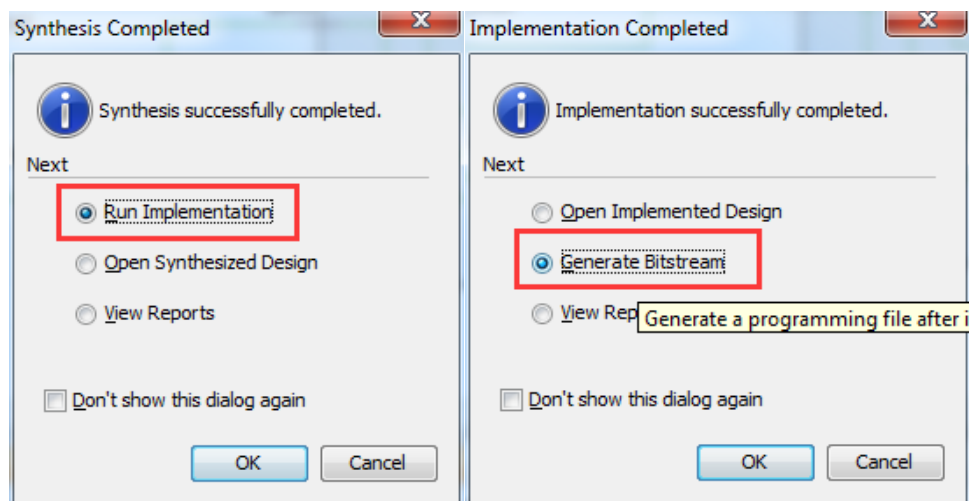 Synthesis Completed
Synthesis successfully completed.
Next
Run Implementation
Open Synthesized Design
View Reports
Don't show this dialog again
OK
Cancel
Implementation Completed
Implementation successfully completed.
Next
Open Implemented Design
Generate Bitstream
View Rep
Generate a programming file after i
Don't show this dialog again
OK
Cancel